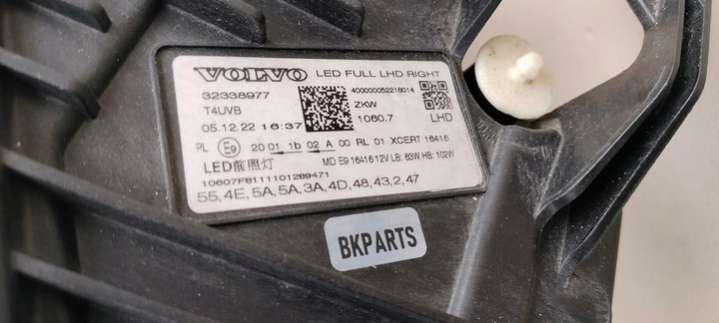 VOLVO LED FULL LHD RIGHT
32338977 400000052216014
T4UVB ZKW
05.12.22 16:37 1060.7 LHD
PL E9 20 01 1b 02 A 00 RL 01 XCERT 16416
LED前照灯 MD E9 16416 12V LB: 63W HB: 102W
10607F8111101289471
55,4E,5A,5A,3A,4D,48,43,2,47
BKPARTS